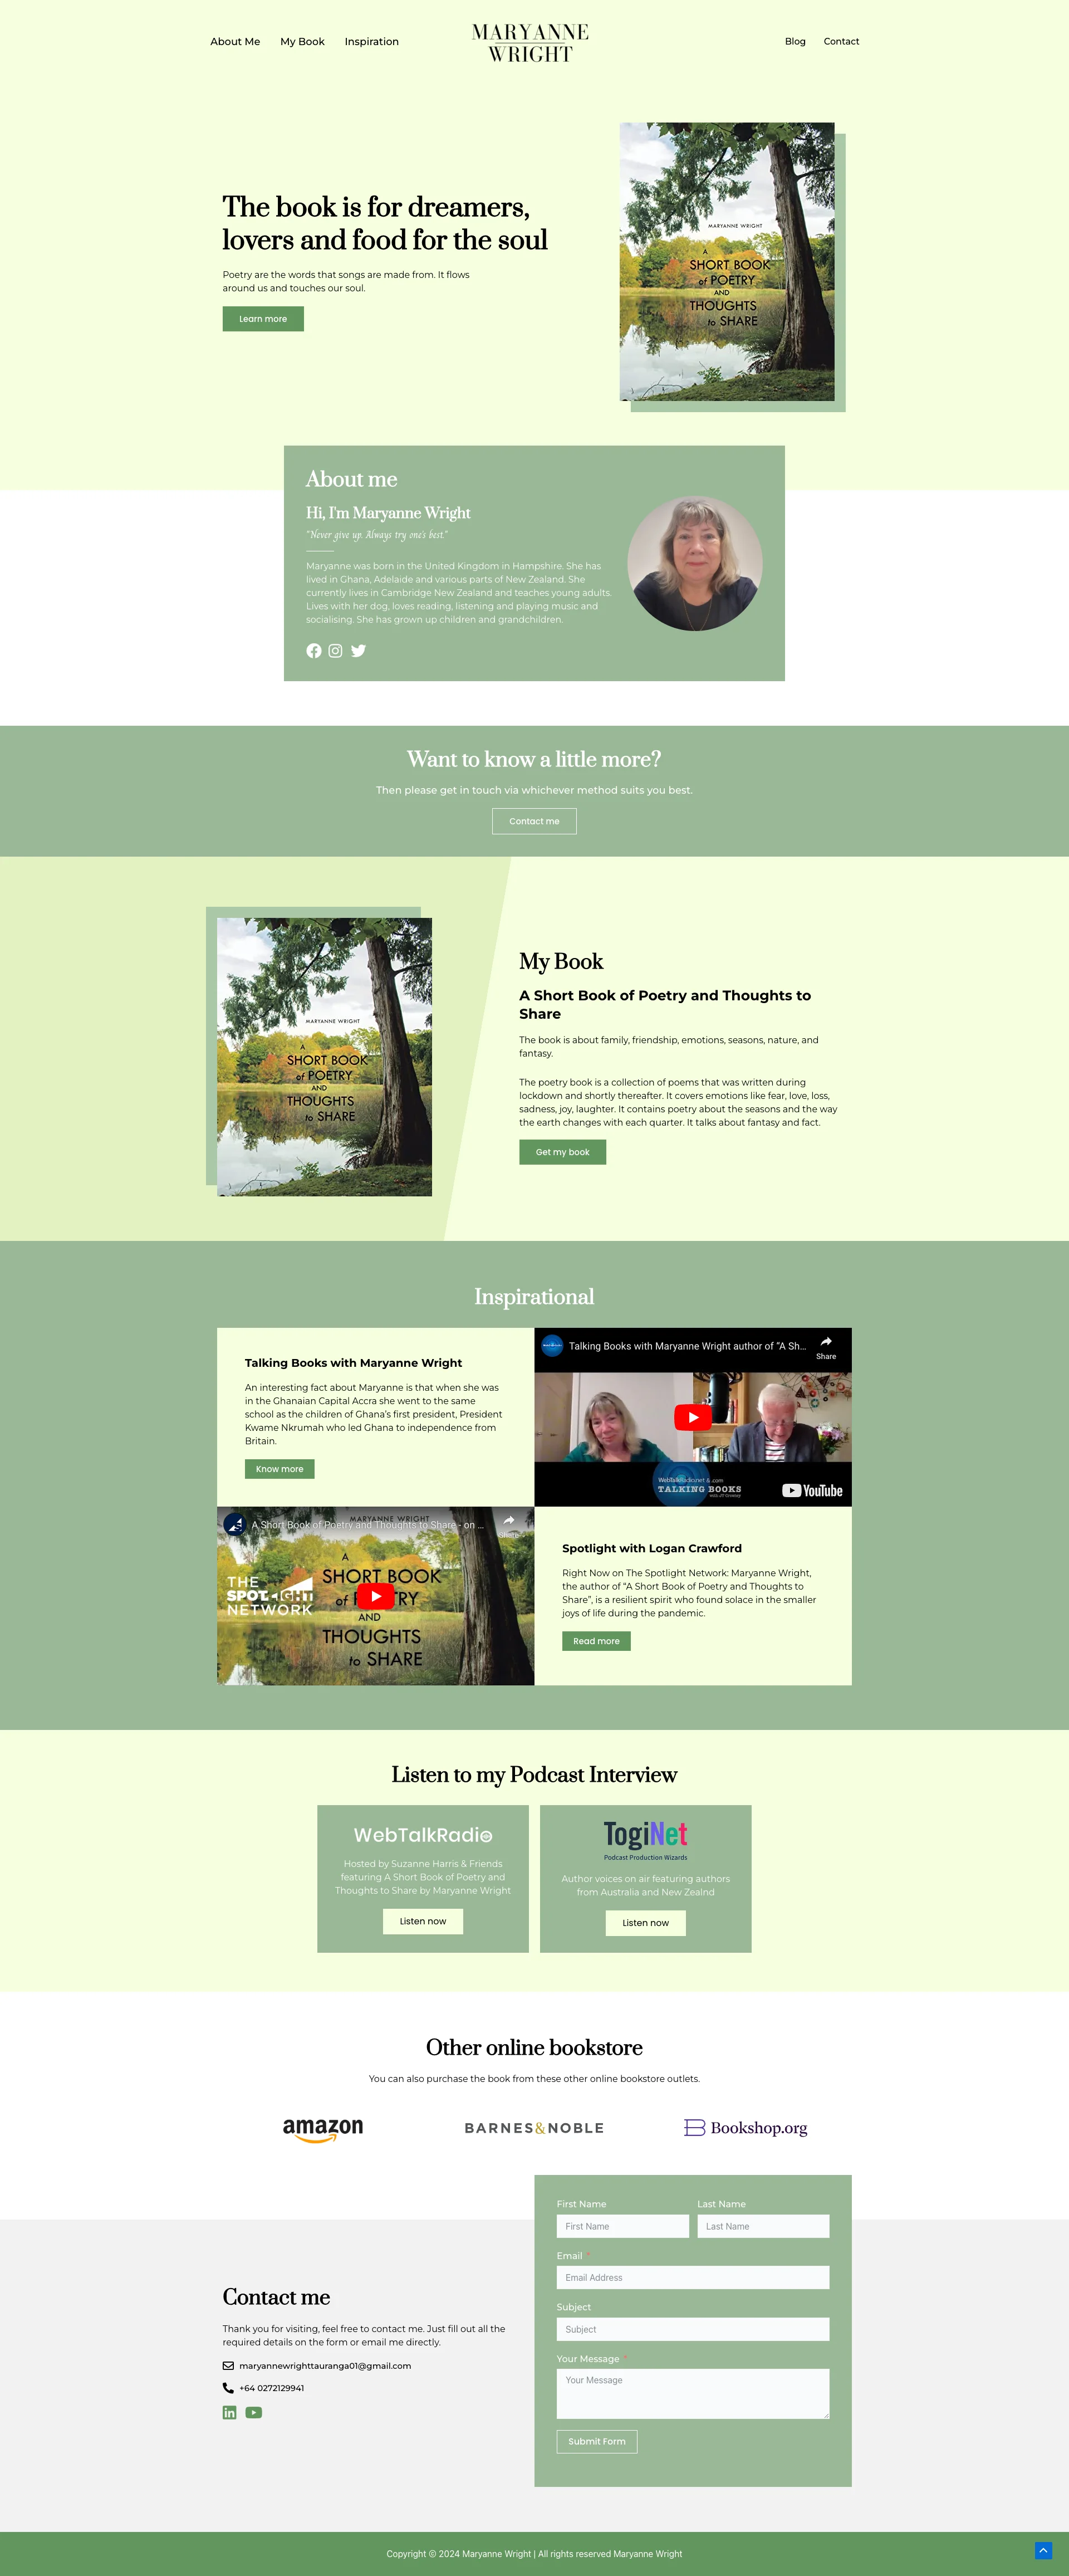 About Me My Book Inspiration
MARYANNE
WRIGHT
Blog Contact
The book is for dreamers,
lovers and food for the soul
Poetry are the words that songs are made from. It flows
around us and touches our soul.
Learn more
MARYANNE WRIGHT
A
SHORT BOOK
of POETRY
AND
THOUGHTS
to SHARE
About me
Hi, I'm Maryanne Wright
"Never give up. Always try one's best."
Maryanne was born in the United Kingdom in Hampshire. She has
lived in Ghana, Adelaide and various parts of New Zealand. She
currently lives in Cambridge New Zealand and teaches young adults.
Lives with her dog, loves reading, listening and playing music and
socialising. She has grown up children and grandchildren.
Want to know a little more?
Then please get in touch via whichever method suits you best.
Contact me
MARYANNE WRIGHT
A
SHORT BOOK
of POETRY
AND
THOUGHTS
to SHARE
My Book
A Short Book of Poetry and Thoughts to
Share
The book is about family, friendship, emotions, seasons, nature, and
fantasy.
The poetry book is a collection of poems that was written during
lockdown and shortly thereafter. It covers emotions like fear, love, loss,
sadness, joy, laughter. It contains poetry about the seasons and the way
the earth changes with each quarter. It talks about fantasy and fact.
Get my book
Inspirational
Talking Books with Maryanne Wright
An interesting fact about Maryanne is that when she was
in the Ghanaian Capital Accra she went to the same
school as the children of Ghana's first president, President
Kwame Nkrumah who led Ghana to independence from
Britain.
Know more
Talking Books with Maryanne Wright author of "A Sh...
Share
WebTalkRadio.net & .com
TALKING BOOKS
YouTube
MARYANNE WRIGHT
A Short Book of Poetry and Thoughts to Share - on ...
Share
A
SHORT BOOK
of POETRY
AND
THOUGHTS
to SHARE
THE
SPOTLIGHT
NETWORK
Spotlight with Logan Crawford
Right Now on The Spotlight Network: Maryanne Wright,
the author of "A Short Book of Poetry and Thoughts to
Share", is a resilient spirit who found solace in the smaller
joys of life during the pandemic.
Read more
Listen to my Podcast Interview
WebTalkRadio
Hosted by Suzanne Harris & Friends
featuring A Short Book of Poetry and
Thoughts to Share by Maryanne Wright
Listen now
TogiNet
Podcast Production Wizards
Author voices on air featuring authors
from Australia and New Zealnd
Listen now
Other online bookstore
You can also purchase the book from these other online bookstore outlets.
amazon
BARNES&NOBLE
Bookshop.org
Contact me
Thank you for visiting, feel free to contact me. Just fill out all the
required details on the form or email me directly.
maryannewrighttauranga01@gmail.com
+64 0272129941
First Name Last Name
First Name Last Name
Email *
Email Address
Subject
Subject
Your Message *
Your Message
Submit Form
Copyright © 2024 Maryanne Wright | All rights reserved Maryanne Wright